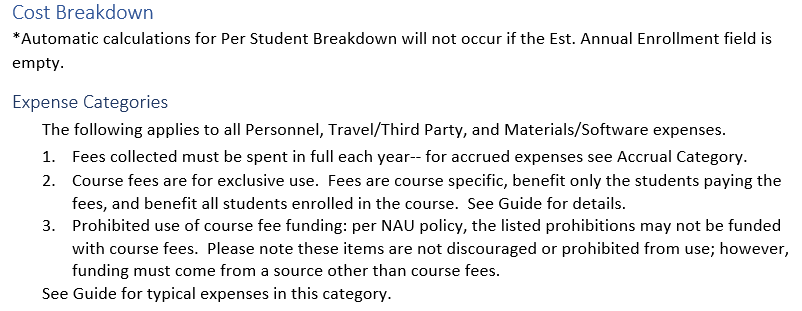 Cost Breakdown
*Automatic calculations for Per Student Breakdown will not occur if the Est. Annual Enrollment field is
empty.
Expense Categories
The following applies to all Personnel, Travel/Third Party, and Materials/Software expenses.
1. Fees collected must be spent in full each year-- for accrued expenses see Accrual Category.
2. Course fees are for exclusive use.  Fees are course specific, benefit only the students paying the
fees, and benefit all students enrolled in the course.  See Guide for details.
3. Prohibited use of course fee funding: per NAU policy, the listed prohibitions may not be funded
with course fees.  Please note these items are not discouraged or prohibited from use; however,
funding must come from a source other than course fees.
See Guide for typical expenses in this category.